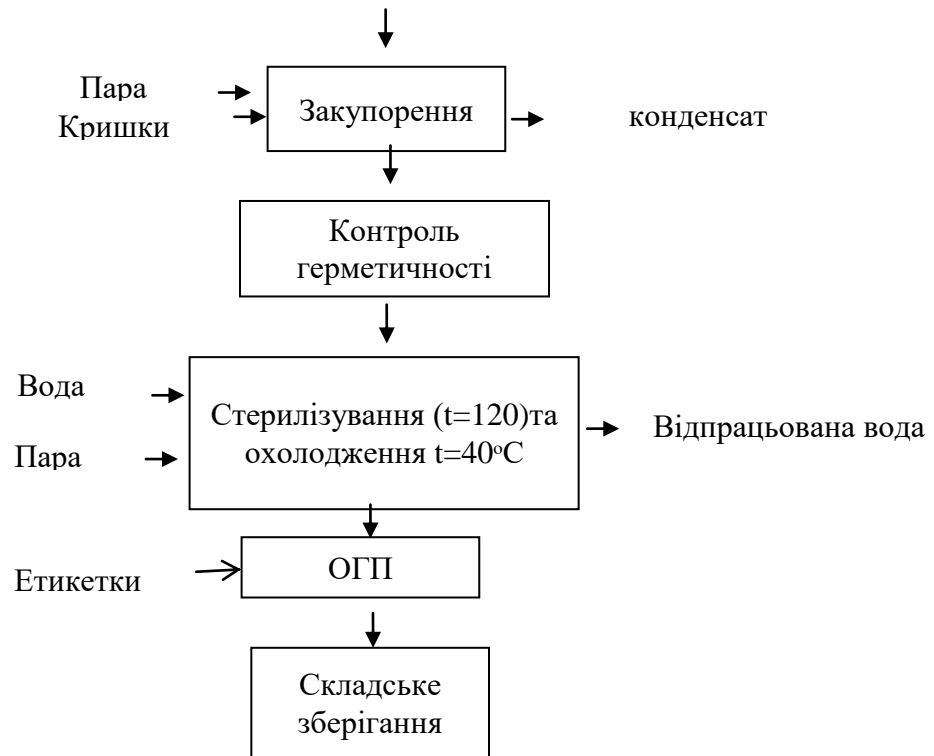 Пара
Кришки
Закупорення
конденсат
Контроль
герметичності
Вода
Пара
Стерилізування (t=120)та
охолодження t=40°С
Відпрацьована вода
Етикетки
ОГП
Складське
зберігання